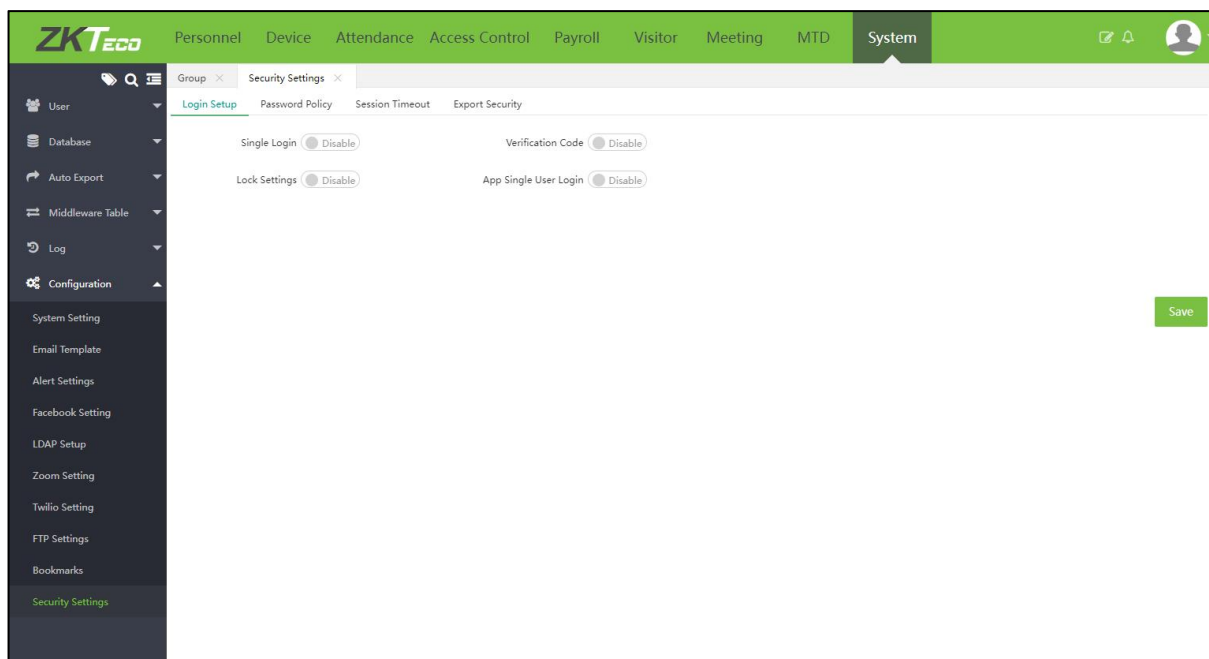 ZKTeco Personnel Device Attendance Access Control Payroll Visitor Meeting MTD System
Group × Security Settings ×
Login Setup Password Policy Session Timeout Export Security
User
Database
Auto Export
Middleware Table
Log
Configuration
System Setting
Email Template
Alert Settings
Facebook Setting
LDAP Setup
Zoom Setting
Twilio Setting
FTP Settings
Bookmarks
Security Settings
Single Login Disable Verification Code Disable
Lock Settings Disable App Single User Login Disable
Save